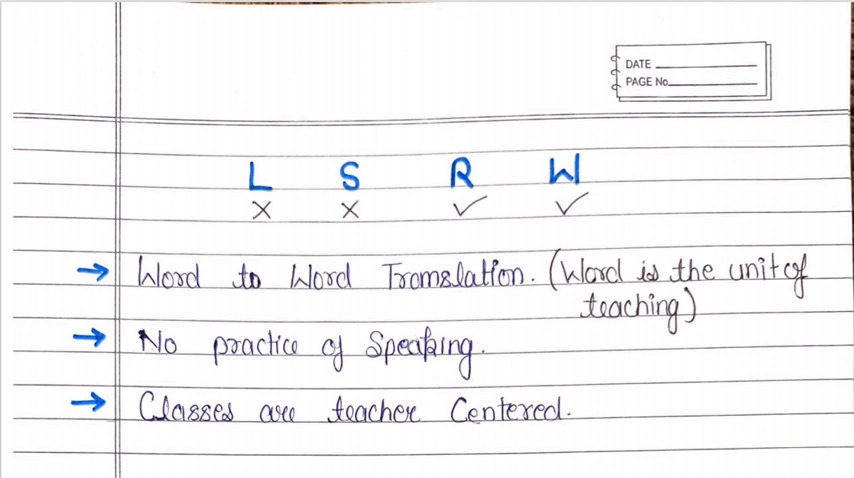 DATE
PAGE No.
L S R W
× × ✓ ✓
→ Word to Word Translation. (Word is the unit of
teaching)
→ No practice of Speaking.
→ Classes are teacher Centered.